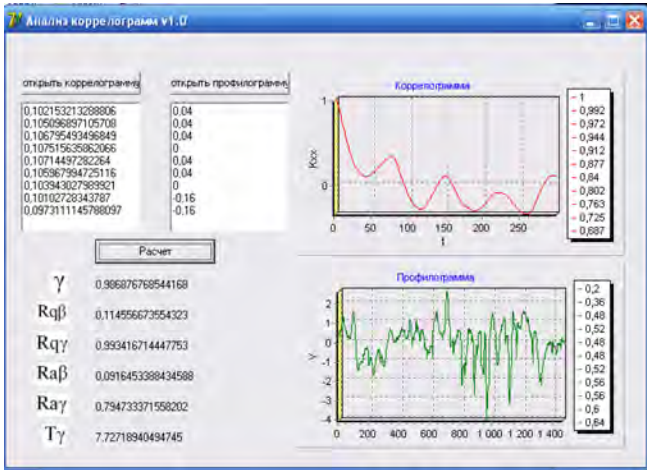 Анализ коррелограмм v1.0
открыть коррелограмму
открыть профилограмму
0,102153213288806
0,105096897105708
0,106795493496849
0,107515635862066
0,10714497282264
0,105967994725116
0,103943027989921
0,10102728343787
0,0973111145788097
0,04
0,04
0,04
0
0,04
0,04
0
-0,16
-0,16
Расчет
γ 0,986876768544168
Rqβ 0,114556673554323
Rqγ 0,993416714447753
Raβ 0,0916453388434588
Raγ 0,794733371558202
Tγ 7,72718940494745
Коррелограмма
Kxx
1
0
0 50 100 150 200 250
t
1
0,992
0,972
0,944
0,912
0,877
0,84
0,802
0,763
0,725
0,687
Профилограмма
Y
2
1
0
-1
-2
-3
-4
0 200 400 600 800 1 000 1 200 1 400
0,2
0,36
0,48
0,52
0,48
0,48
0,52
0,56
0,56
0,6
0,64